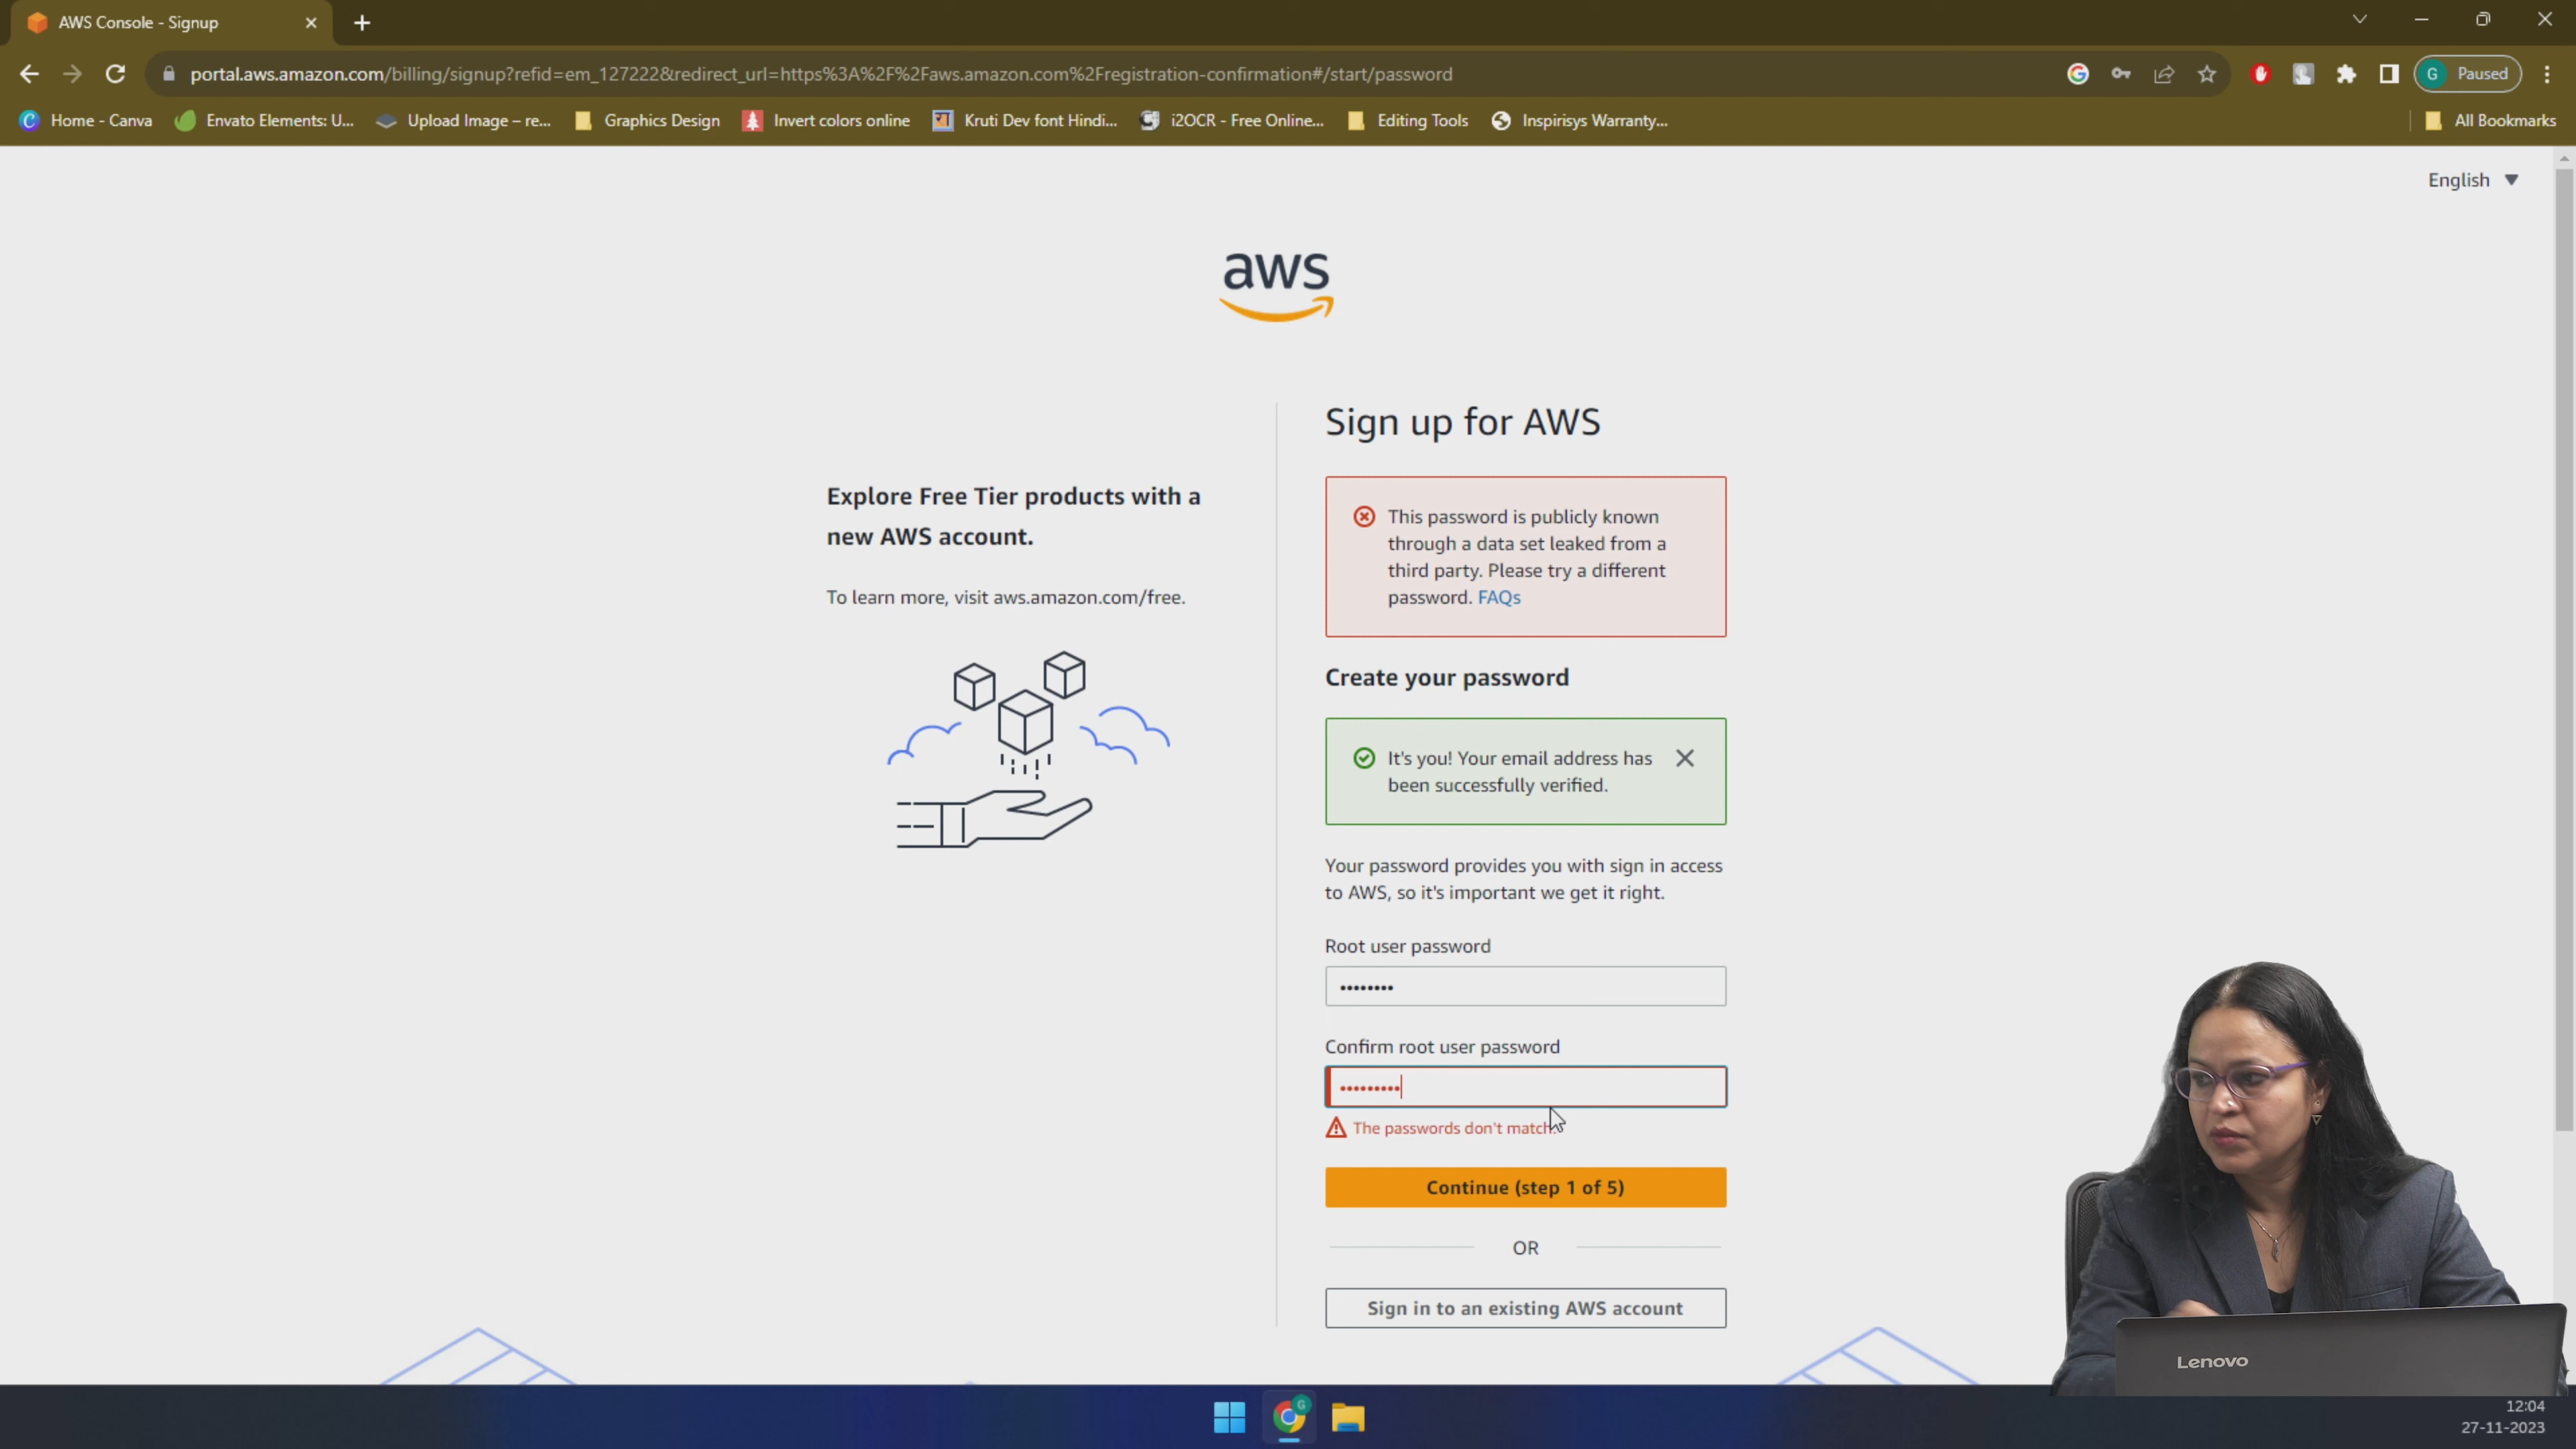 AWS Console - Signup
portal.aws.amazon.com/billing/signup?refid=em_127222&redirect_url=https%3A%2F%2Faws.amazon.com%2Fregistration-confirmation#/start/password
G Paused
Home - Canva Envato Elements: U... Upload Image – re... Graphics Design Invert colors online Kruti Dev font Hindi... i2OCR - Free Online... Editing Tools Inspirisys Warranty... All Bookmarks
English
aws
Explore Free Tier products with a
new AWS account.
To learn more, visit aws.amazon.com/free.
Sign up for AWS
This password is publicly known
through a data set leaked from a
third party. Please try a different
password. FAQs
Create your password
It's you! Your email address has
been successfully verified.
Your password provides you with sign in access
to AWS, so it's important we get it right.
Root user password
••••••••
Confirm root user password
•••••••••
The passwords don't match.
Continue (step 1 of 5)
OR
Sign in to an existing AWS account
Lenovo
12:04
27-11-2023